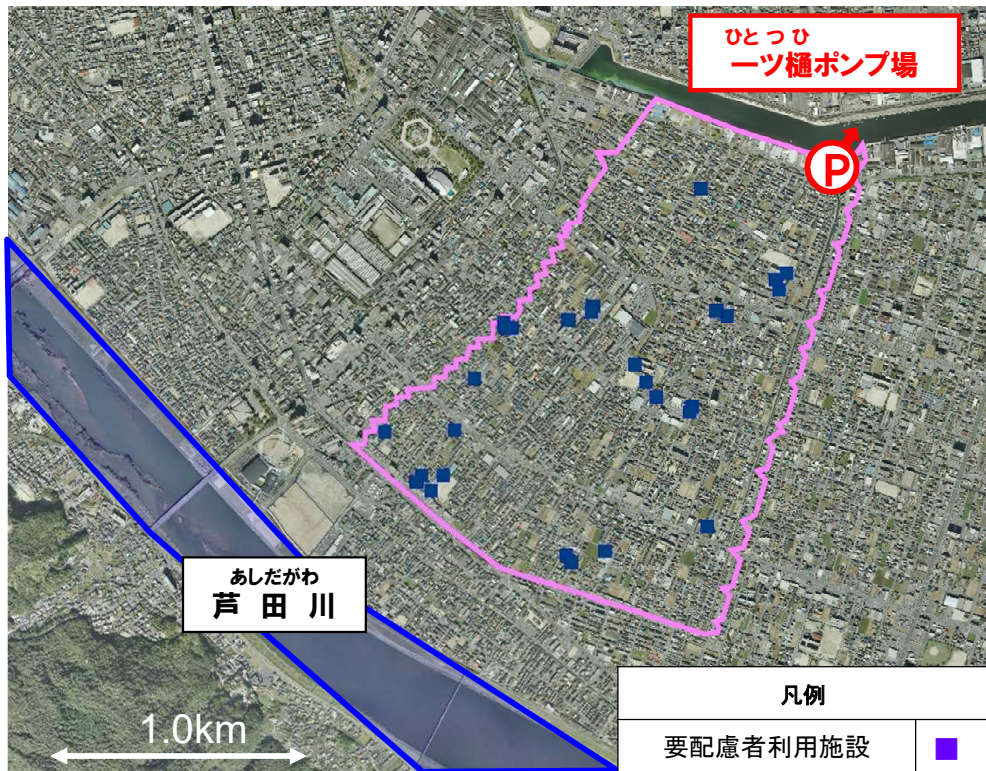 ひとつひ
一ツ樋ポンプ場
P
あしだがわ
芦田川
1.0km
凡例
要配慮者利用施設